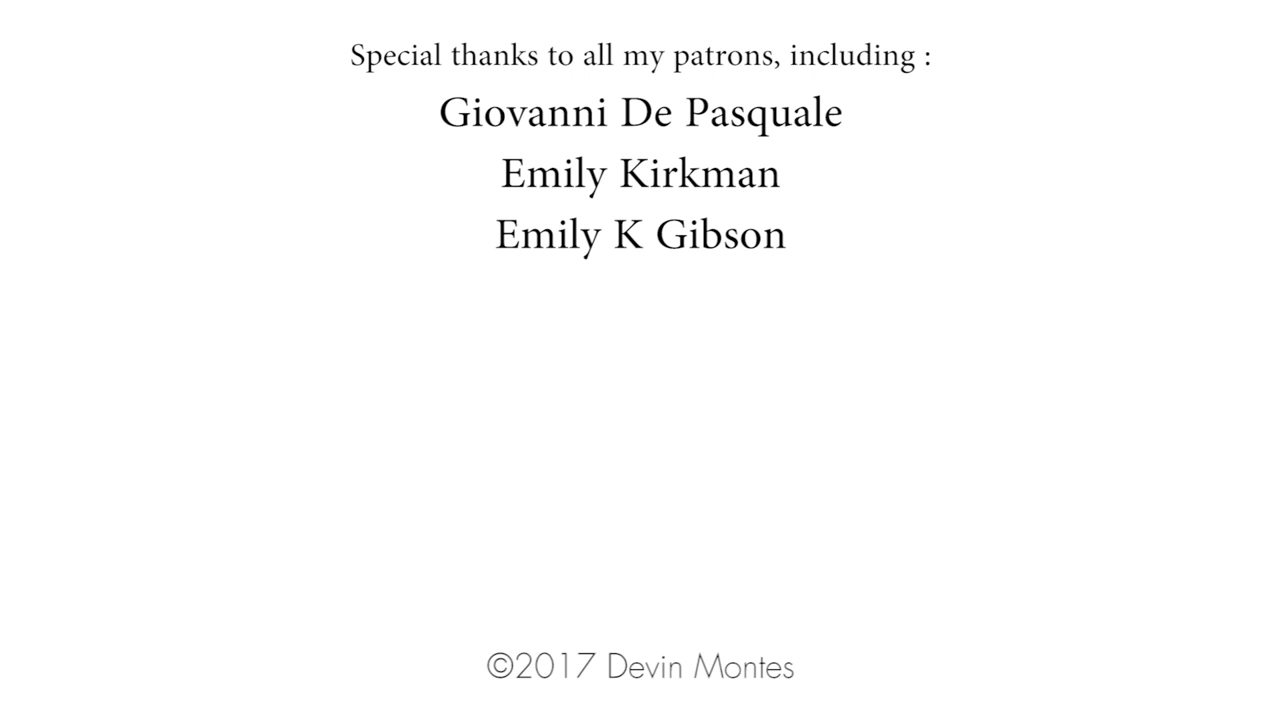 Special thanks to all my patrons, including :
Giovanni De Pasquale
Emily Kirkman
Emily K Gibson
©2017 Devin Montes